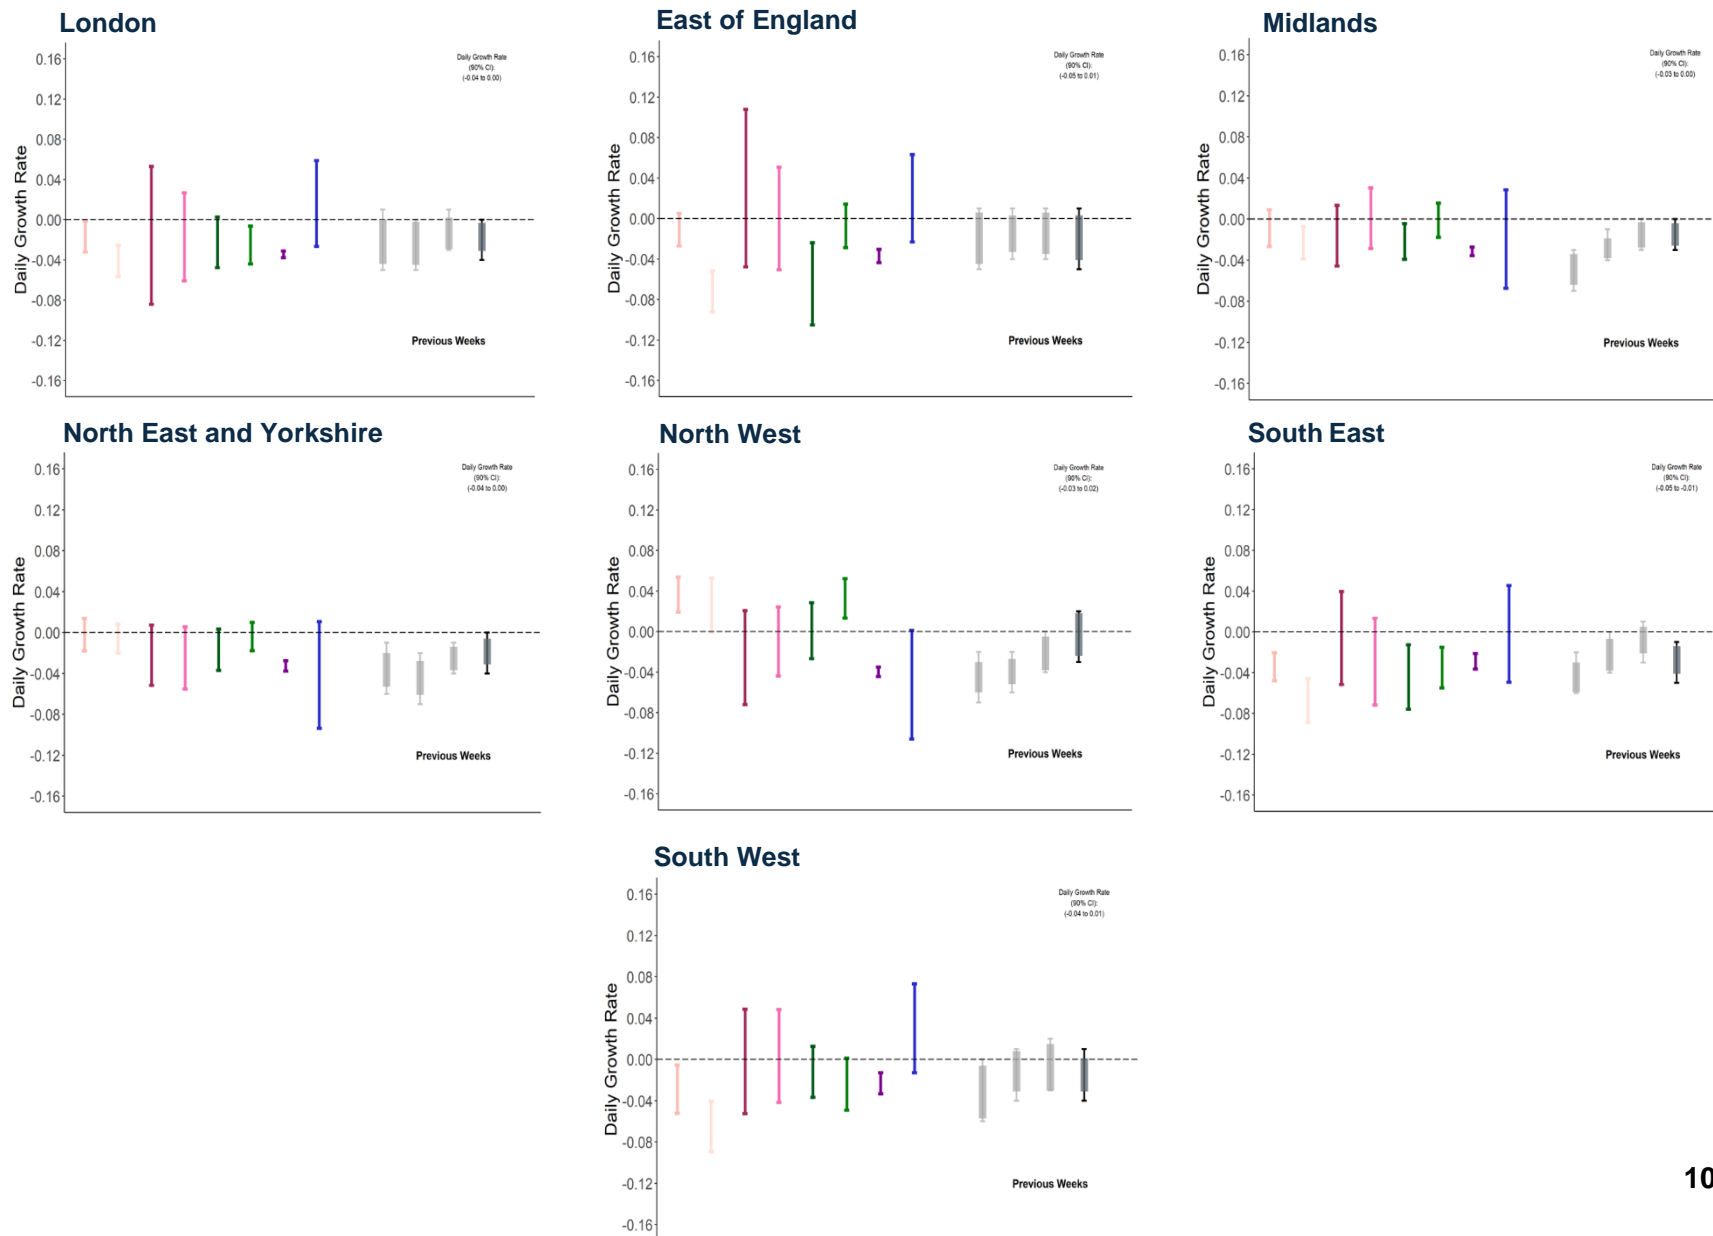 London
0.16
0.12
0.08
0.04
0.00
-0.04
-0.08
-0.12
-0.16
Daily Growth Rate
Daily Growth Rate
(90% CI):
(-0.04 to 0.00)
Previous Weeks
East of England
0.16
0.12
0.08
0.04
0.00
-0.04
-0.08
-0.12
-0.16
Daily Growth Rate
Daily Growth Rate
(90% CI):
(-0.05 to 0.01)
Previous Weeks
Midlands
0.16
0.12
0.08
0.04
0.00
-0.04
-0.08
-0.12
-0.16
Daily Growth Rate
Daily Growth Rate
(90% CI):
(-0.03 to 0.00)
Previous Weeks
North East and Yorkshire
0.16
0.12
0.08
0.04
0.00
-0.04
-0.08
-0.12
-0.16
Daily Growth Rate
Daily Growth Rate
(90% CI):
(-0.04 to 0.00)
Previous Weeks
North West
0.16
0.12
0.08
0.04
0.00
-0.04
-0.08
-0.12
-0.16
Daily Growth Rate
Daily Growth Rate
(90% CI):
(-0.03 to 0.02)
Previous Weeks
South East
0.16
0.12
0.08
0.04
0.00
-0.04
-0.08
-0.12
-0.16
Daily Growth Rate
Daily Growth Rate
(90% CI):
(-0.05 to -0.01)
Previous Weeks
South West
0.16
0.12
0.08
0.04
0.00
-0.04
-0.08
-0.12
-0.16
Daily Growth Rate
Daily Growth Rate
(90% CI):
(-0.04 to 0.01)
Previous Weeks
10